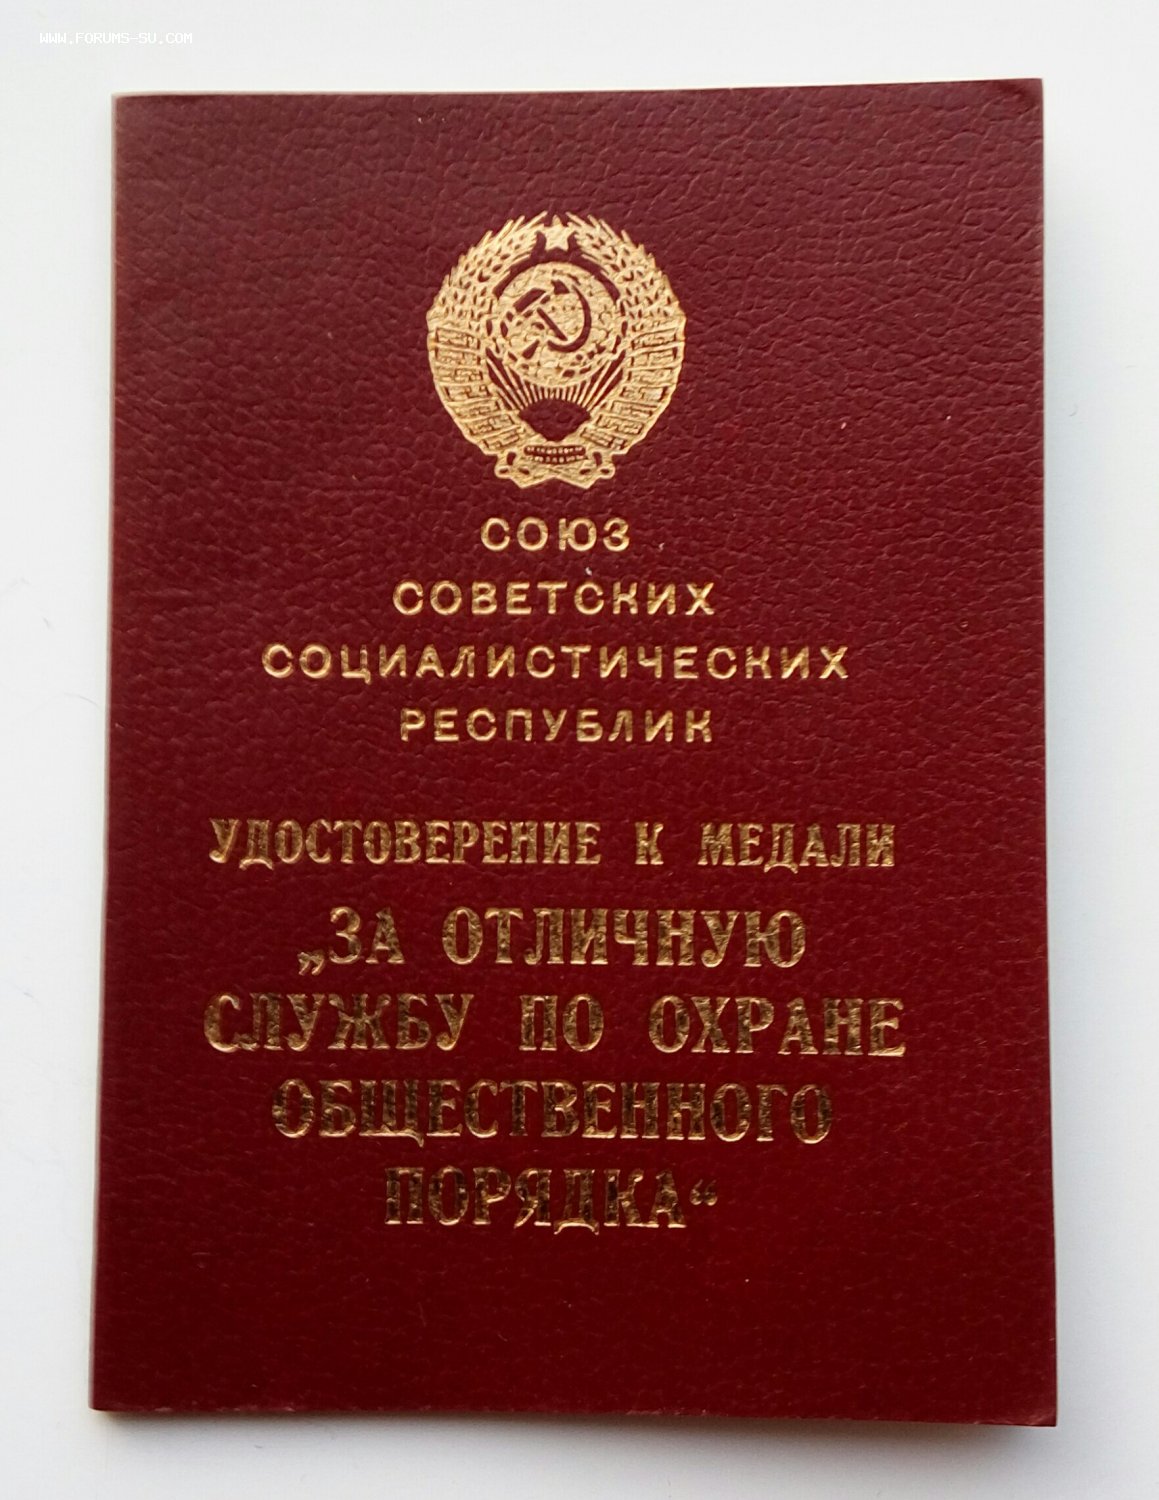 WWW.FORUMS-SU.COM
СОЮЗ
СОВЕТСКИХ
СОЦИАЛИСТИЧЕСКИХ
РЕСПУБЛИК
УДОСТОВЕРЕНИЕ К МЕДАЛИ
„ЗА ОТЛИЧНУЮ
СЛУЖБУ ПО ОХРАНЕ
ОБЩЕСТВЕННОГО
ПОРЯДКА“